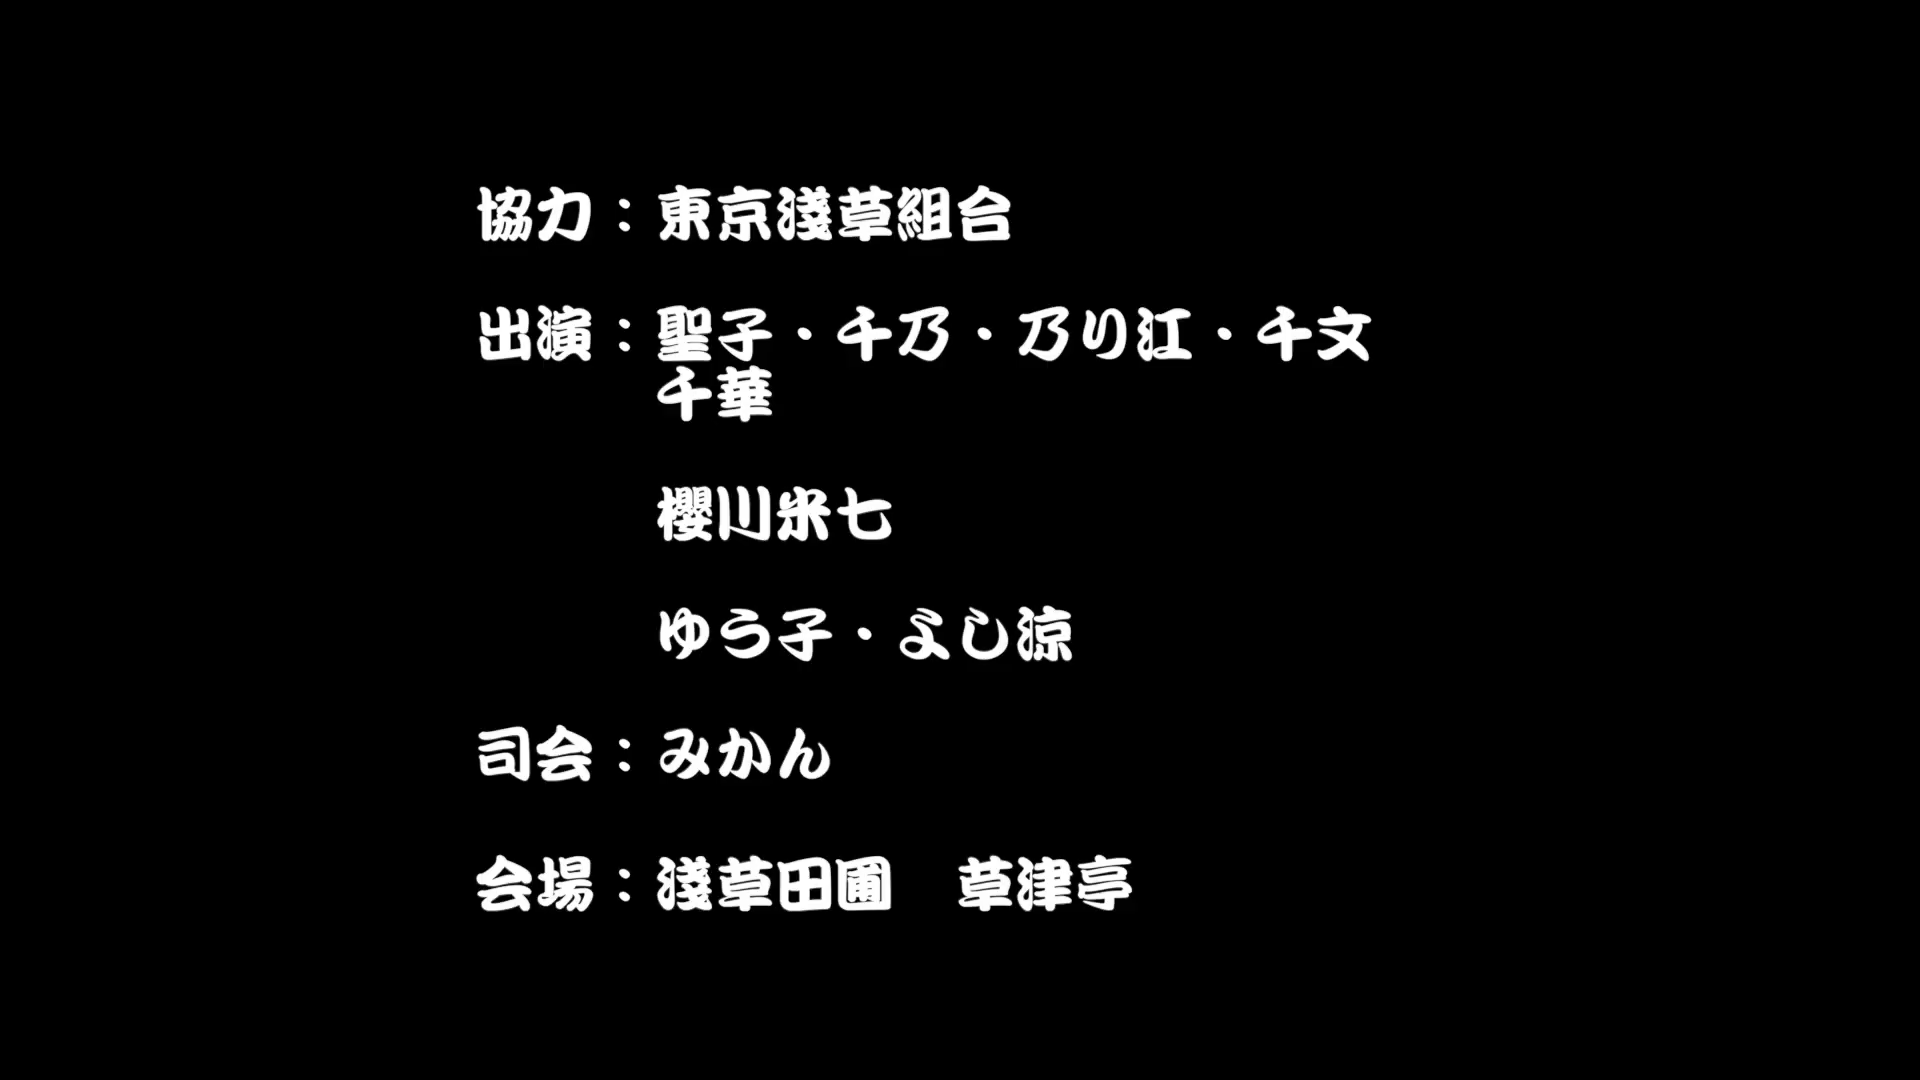 協力：東京淺草組合
出演：聖子・千乃・乃り江・千文
千華
櫻川米七
ゆう子・よし涼
司会：みかん
会場：淺草田圃　草津亭